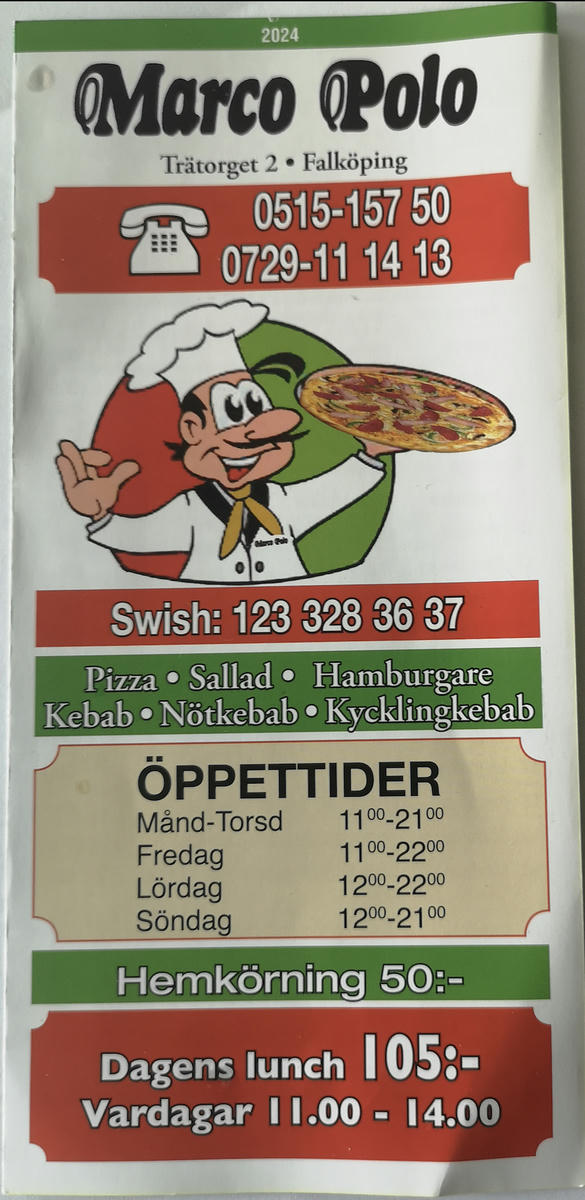 2024
Marco Polo
Trätorget 2 • Falköping
0515-157 50
0729-11 14 13
Marco Polo
Swish: 123 328 36 37
Pizza • Sallad • Hamburgare
Kebab • Nötkebab • Kycklingkebab
ÖPPETTIDER
Månd-Torsd 11⁰⁰-21⁰⁰
Fredag 11⁰⁰-22⁰⁰
Lördag 12⁰⁰-22⁰⁰
Söndag 12⁰⁰-21⁰⁰
Hemkörning 50:-
Dagens lunch 105:-
Vardagar 11.00 - 14.00